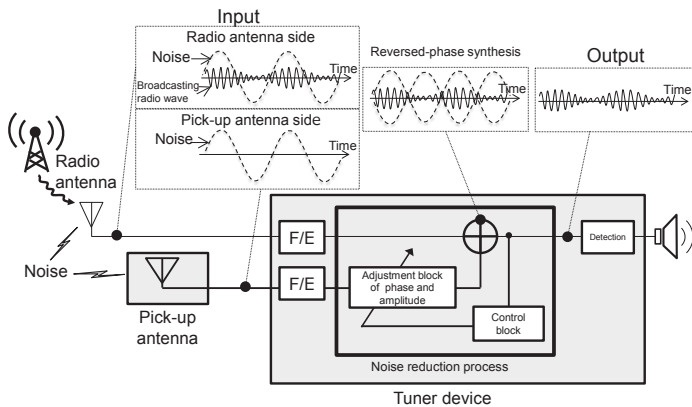 Input
Radio antenna side
Noise
Time
Broadcasting
radio wave
Pick-up antenna side
Noise
Time
Reversed-phase synthesis
Time
Output
Time
Radio
antenna
Noise
Pick-up
antenna
F/E
F/E
Adjustment block
of phase and
amplitude
Control
block
Detection
Noise reduction process
Tuner device